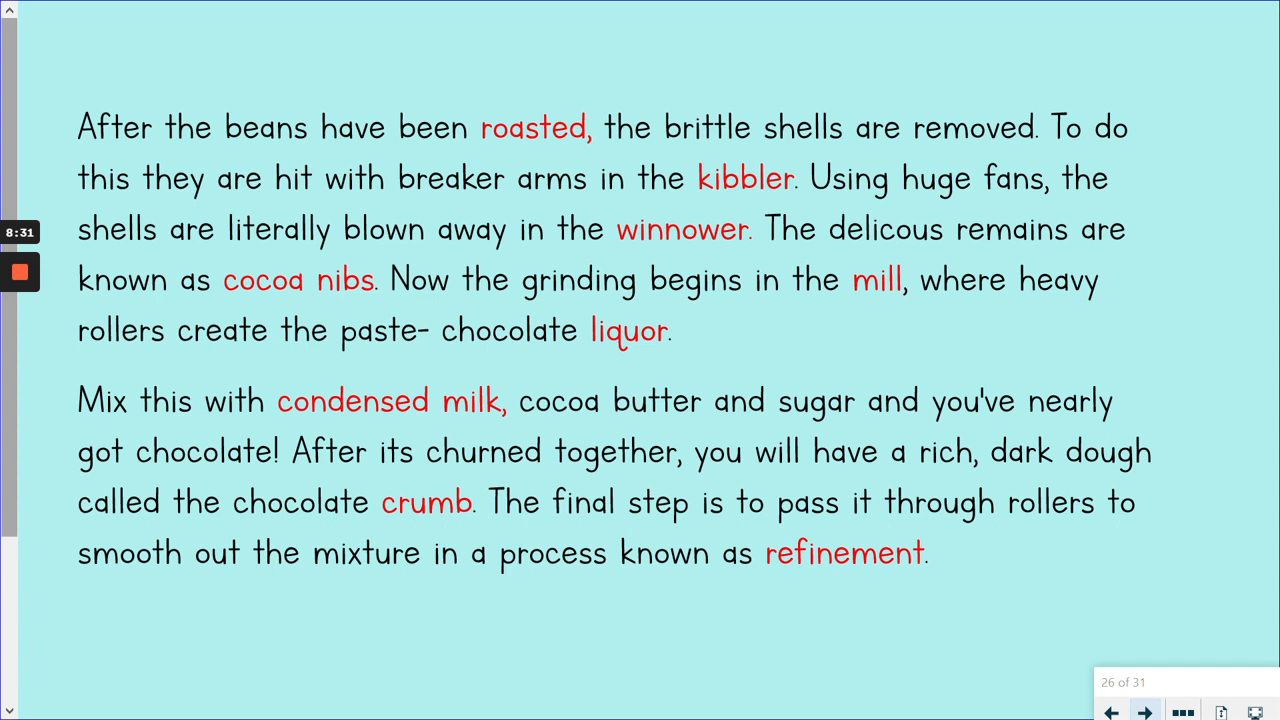 After the beans have been roasted, the brittle shells are removed. To do
this they are hit with breaker arms in the kibbler. Using huge fans, the
8:31
shells are literally blown away in the winnower. The delicous remains are
known as cocoa nibs. Now the grinding begins in the mill, where heavy
rollers create the paste- chocolate liquor.
Mix this with condensed milk, cocoa butter and sugar and you've nearly
got chocolate! After its churned together, you will have a rich, dark dough
called the chocolate crumb. The final step is to pass it through rollers to
smooth out the mixture in a process known as refinement.
26 of 31